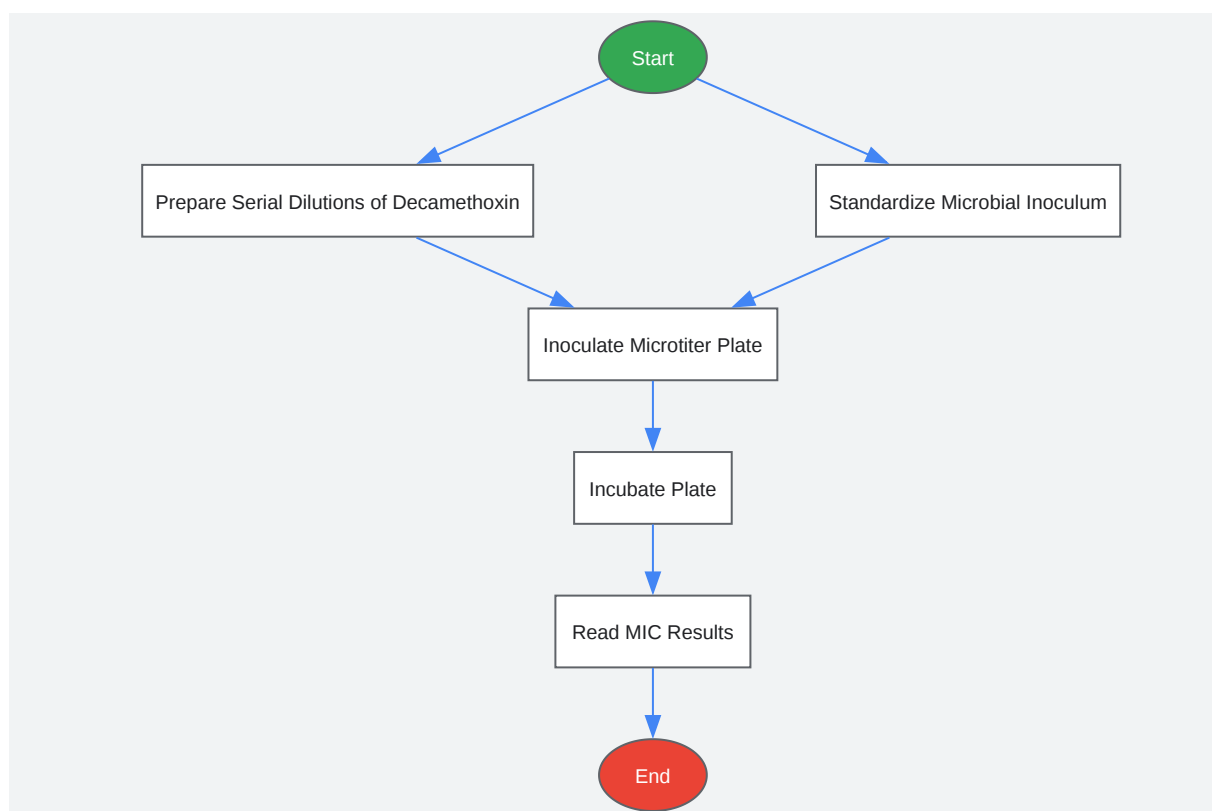 Start
Prepare Serial Dilutions of Decamethoxin
Standardize Microbial Inoculum
Inoculate Microtiter Plate
Incubate Plate
Read MIC Results
End